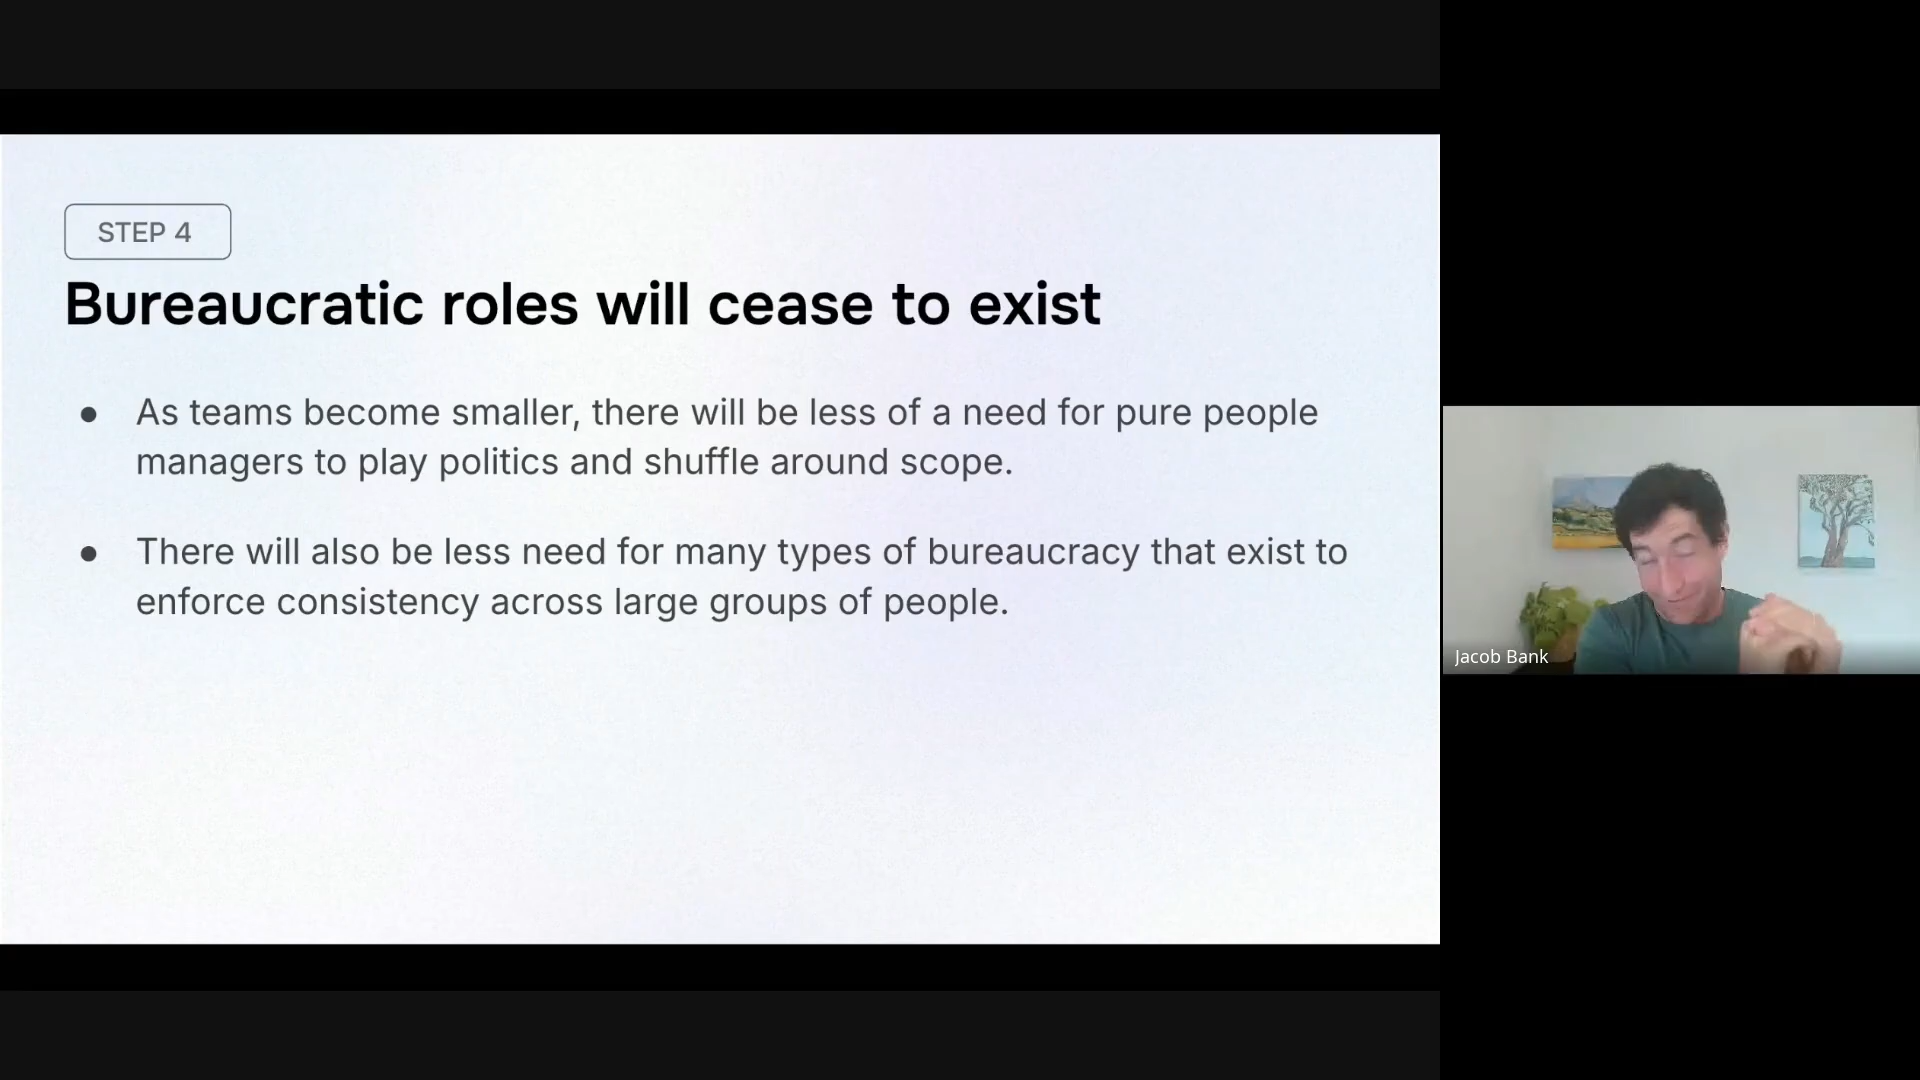 STEP 4
Bureaucratic roles will cease to exist
● As teams become smaller, there will be less of a need for pure people
managers to play politics and shuffle around scope.
● There will also be less need for many types of bureaucracy that exist to
enforce consistency across large groups of people.
Jacob Bank